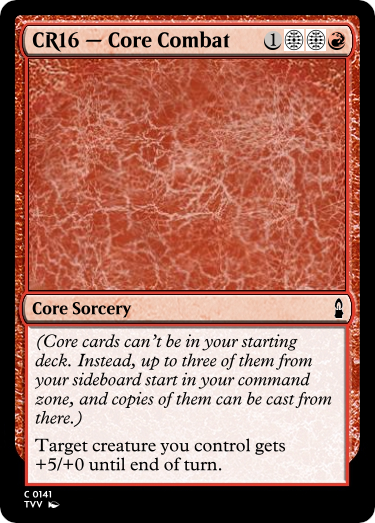 CR16 — Core Combat 1
Core Sorcery
(Core cards can't be in your starting
deck. Instead, up to three of them from
your sideboard start in your command
zone, and copies of them can be cast from
there.)
Target creature you control gets
+5/+0 until end of turn.
C 0141
TVV